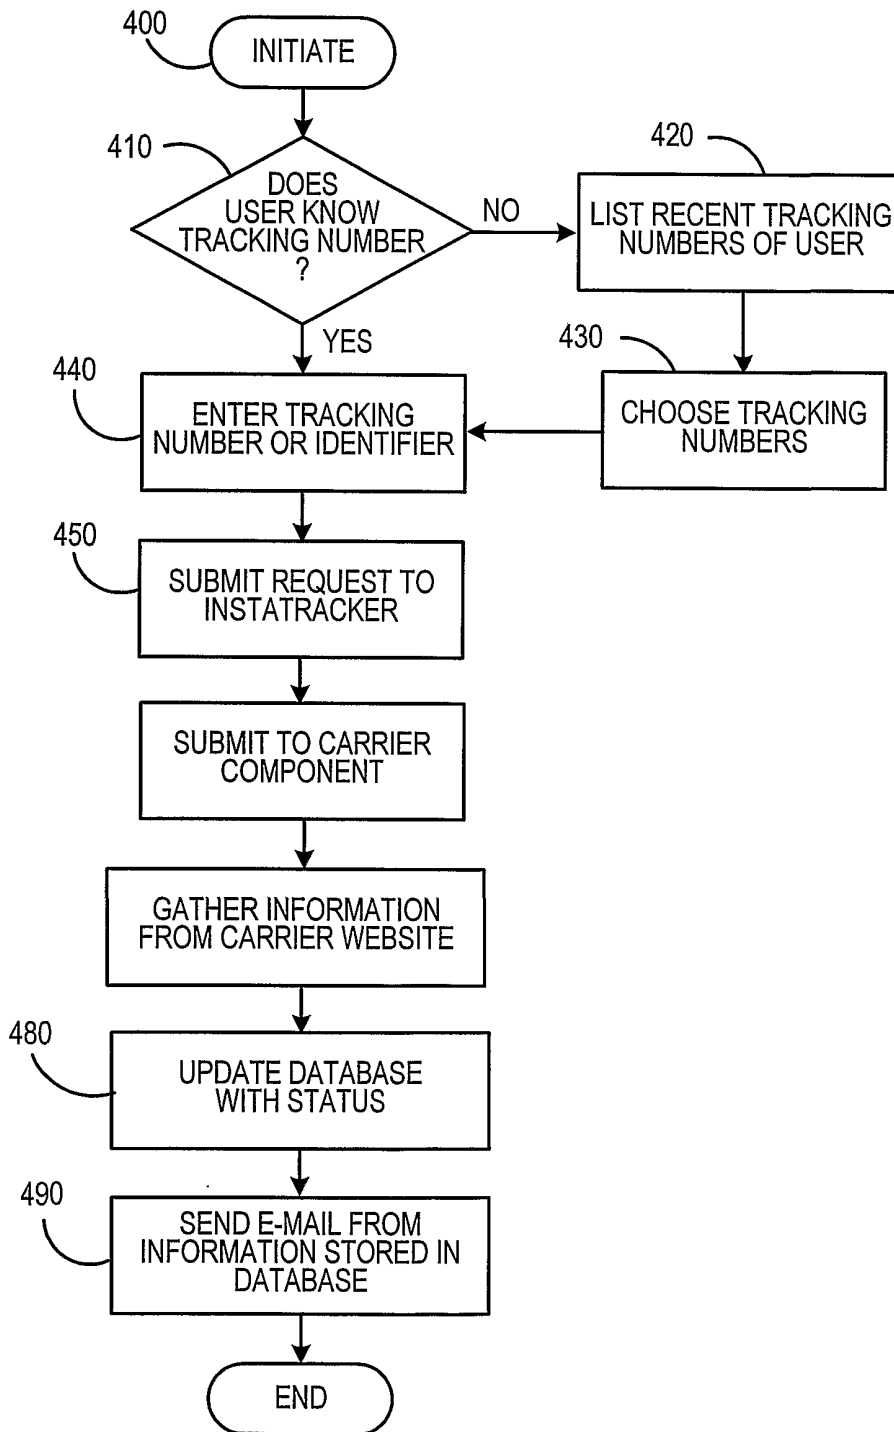 400
INITIATE
410
DOES
USER KNOW
TRACKING NUMBER
?
NO
420
LIST RECENT TRACKING
NUMBERS OF USER
YES
430
CHOOSE TRACKING
NUMBERS
440
ENTER TRACKING
NUMBER OR IDENTIFIER
450
SUBMIT REQUEST TO
INSTATRACKER
SUBMIT TO CARRIER
COMPONENT
GATHER INFORMATION
FROM CARRIER WEBSITE
480
UPDATE DATABASE
WITH STATUS
490
SEND E-MAIL FROM
INFORMATION STORED IN
DATABASE
END